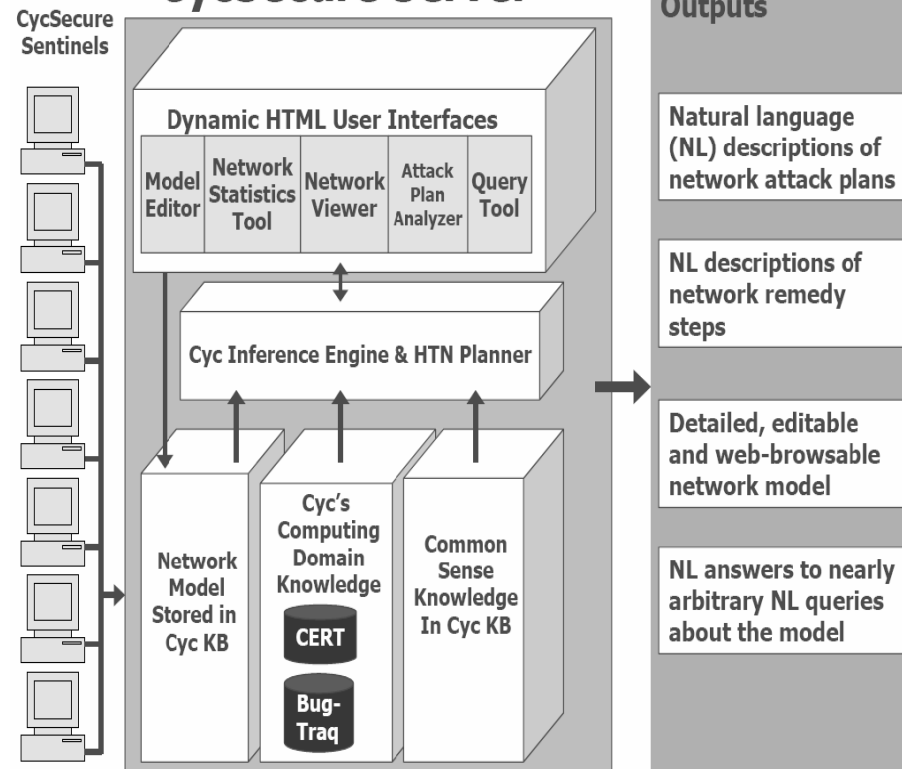 CycSecure Server
CycSecure
Sentinels
Dynamic HTML User Interfaces
Model
Editor
Network
Statistics
Tool
Network
Viewer
Attack
Plan
Analyzer
Query
Tool
Cyc Inference Engine & HTN Planner
Network
Model
Stored in
Cyc KB
Cyc's
Computing
Domain
Knowledge
CERT
Bug-
Traq
Common
Sense
Knowledge
In Cyc KB
Outputs
Natural language
(NL) descriptions of
network attack plans
NL descriptions of
network remedy
steps
Detailed, editable
and web-browsable
network model
NL answers to nearly
arbitrary NL queries
about the model